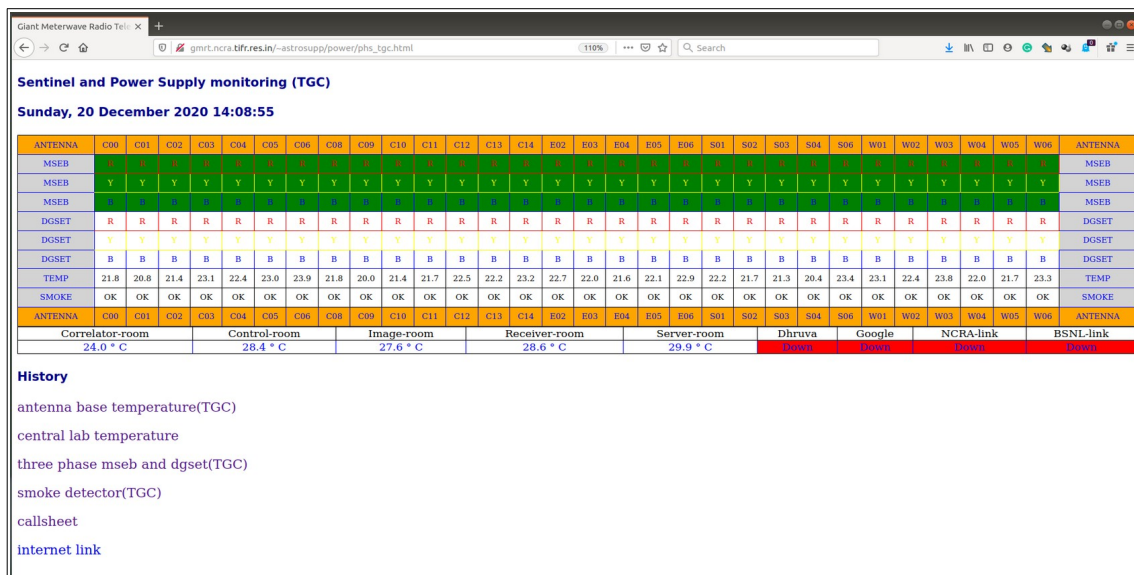 Giant Meterwave Radio Tele
gmrt.ncra.tifr.res.in/~astrosupp/power/phs_tgc.html 110% Search
Sentinel and Power Supply monitoring (TGC)
Sunday, 20 December 2020 14:08:55
ANTENNA C00 C01 C02 C03 C04 C05 C06 C08 C09 C10 C11 C12 C13 C14 E02 E03 E04 E05 E06 S01 S02 S03 S04 S06 W01 W02 W03 W04 W05 W06 ANTENNA
MSEB R R R R R R R R R R R R R R R R R R R R R R R R R R R R R R MSEB
MSEB Y Y Y Y Y Y Y Y Y Y Y Y Y Y Y Y Y Y Y Y Y Y Y Y Y Y Y Y Y Y MSEB
MSEB B B B B B B B B B B B B B B B B B B B B B B B B B B B B B B MSEB
DGSET R R R R R R R R R R R R R R R R R R R R R R R R R R R R R R DGSET
DGSET Y Y Y Y Y Y Y Y Y Y Y Y Y Y Y Y Y Y Y Y Y Y Y Y Y Y Y Y Y Y DGSET
DGSET B B B B B B B B B B B B B B B B B B B B B B B B B B B B B B DGSET
TEMP 21.8 20.8 21.4 23.1 22.4 23.0 23.9 21.8 20.0 21.4 21.7 22.5 22.2 23.2 22.7 22.0 21.6 22.1 22.9 22.2 21.7 21.3 20.4 23.4 23.1 22.4 23.8 22.0 21.7 23.3 TEMP
SMOKE OK OK OK OK OK OK OK OK OK OK OK OK OK OK OK OK OK OK OK OK OK OK OK OK OK OK OK OK OK OK SMOKE
ANTENNA C00 C01 C02 C03 C04 C05 C06 C08 C09 C10 C11 C12 C13 C14 E02 E03 E04 E05 E06 S01 S02 S03 S04 S06 W01 W02 W03 W04 W05 W06 ANTENNA
Correlator-room Control-room Image-room Receiver-room Server-room Dhruva Google NCRA-link BSNL-link
24.0 ° C 28.4 ° C 27.6 ° C 28.6 ° C 29.9 ° C Down Down Down Down
History
antenna base temperature(TGC)
central lab temperature
three phase mseb and dgset(TGC)
smoke detector(TGC)
callsheet
internet link